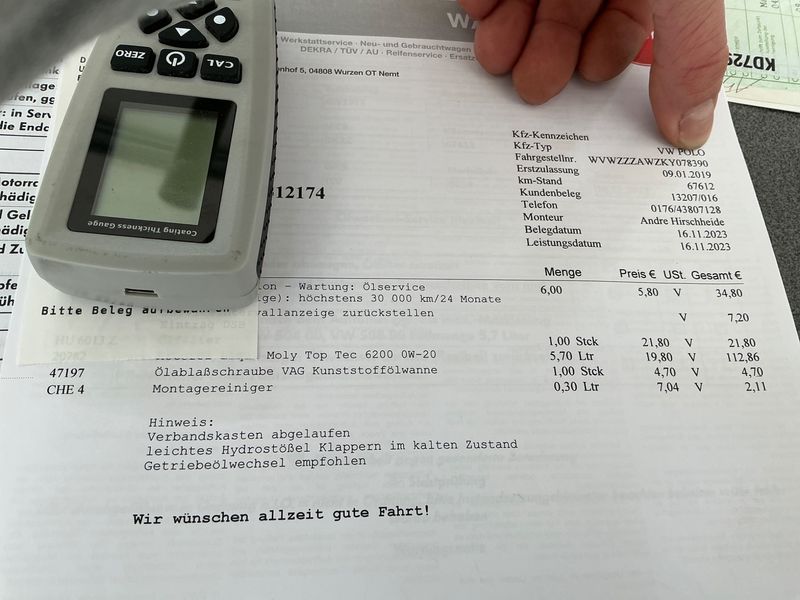 Werkstattservice · Neu- und Gebrauchtwagen
DEKRA / TÜV / AU · Reifenservice · Ersatz
enhof 5, 04808 Wurzen OT Nemt
KD729
ZERO
CAL
Coating Thickness Gauge
12174
Kfz-Kennzeichen
Kfz-Typ VW POLO
Fahrgestellnr. WVWZZZAWZKY078390
Erstzulassung 09.01.2019
km-Stand 67612
Kundenbeleg 13207/016
Telefon 0176/43807128
Monteur Andre Hirschheide
Belegdatum 16.11.2023
Leistungsdatum 16.11.2023
Menge Preis € USt. Gesamt €
on - Wartung: Ölservice 6,00 5,80 V 34,80
ige): höchstens 30 000 km/24 Monate
vallanzeige zurückstellen V 7,20
Bitte Beleg aufbewahren
1,00 Stck 21,80 V 21,80
Moly Top Tec 6200 0W-20 5,70 Ltr 19,80 V 112,86
47197 Ölablaßschraube VAG Kunststoffölwanne 1,00 Stck 4,70 V 4,70
CHE 4 Montagereiniger 0,30 Ltr 7,04 V 2,11
Hinweis:
Verbandskasten abgelaufen
leichtes Hydrostößel Klappern im kalten Zustand
Getriebeölwechsel empfohlen
Wir wünschen allzeit gute Fahrt!